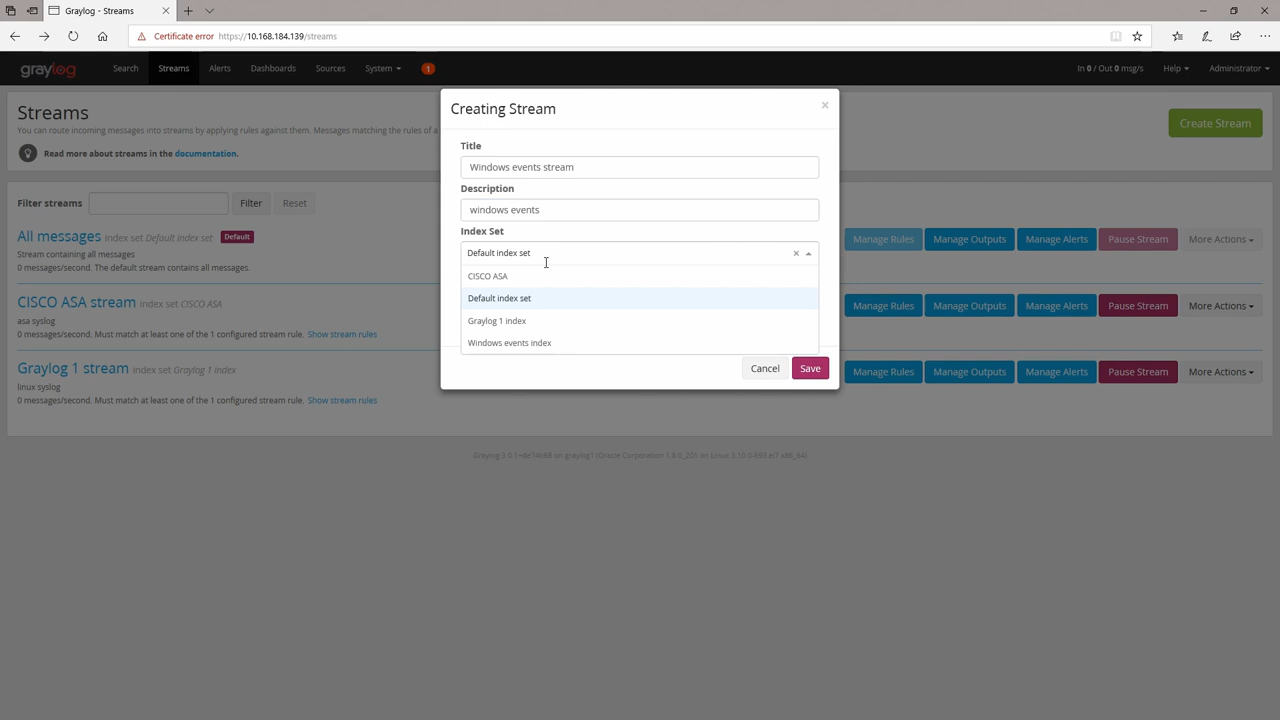 Graylog - Streams
Certificate error https://10.168.184.139/streams
graylog Search Streams Alerts Dashboards Sources System 1 In 0 / Out 0 msg/s Help Administrator
Streams
You can route incoming messages into streams by applying rules against them. Messages matching the rules of a
Read more about streams in the documentation.
Create Stream
Filter streams Filter Reset
All messages index set Default index set Default
Stream containing all messages
0 messages/second. The default stream contains all messages.
Manage Rules Manage Outputs Manage Alerts Pause Stream More Actions
CISCO ASA stream index set CISCO ASA
asa syslog
0 messages/second. Must match at least one of the 1 configured stream rule. Show stream rules
Manage Rules Manage Outputs Manage Alerts Pause Stream More Actions
Graylog 1 stream index set Graylog 1 index
linux syslog
0 messages/second. Must match at least one of the 1 configured stream rule. Show stream rules
Manage Rules Manage Outputs Manage Alerts Pause Stream More Actions
Creating Stream
Title
Windows events stream
Description
windows events
Index Set
Default index set
CISCO ASA
Default index set
Graylog 1 index
Windows events index
Cancel Save
on graylog1 (Oracle Corporation 1.8.0_201 on Linux